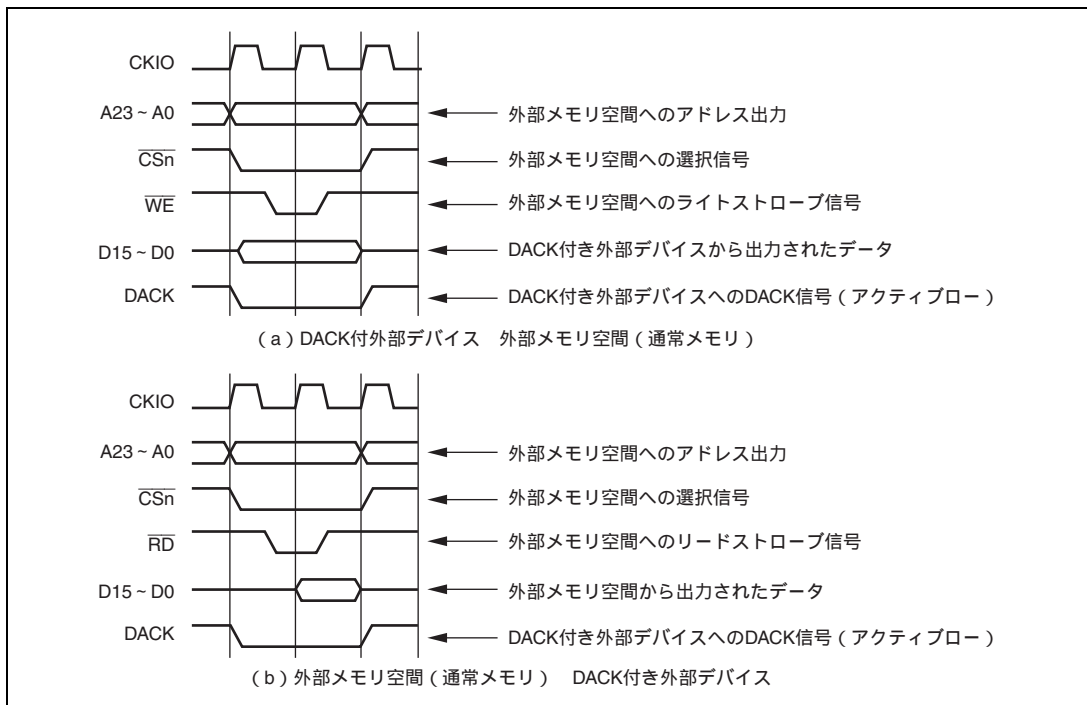 CKIO
A23 ~ A0 外部メモリ空間へのアドレス出力
CSn 外部メモリ空間への選択信号
WE 外部メモリ空間へのライトストローブ信号
D15 ~ D0 DACK付き外部デバイスから出力されたデータ
DACK DACK付き外部デバイスへのDACK信号(アクティブロー)
(a)DACK付外部デバイス 外部メモリ空間(通常メモリ)
CKIO
A23 ~ A0 外部メモリ空間へのアドレス出力
CSn 外部メモリ空間への選択信号
RD 外部メモリ空間へのリードストローブ信号
D15 ~ D0 外部メモリ空間から出力されたデータ
DACK DACK付き外部デバイスへのDACK信号(アクティブロー)
(b)外部メモリ空間(通常メモリ) DACK付き外部デバイス